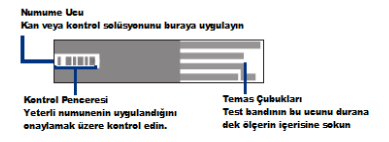 Numume Ucu
Kan veya kontrol solüsyonunu buraya uygulayın
Kontrol Penceresi
Yeterli numunenin uygulandığını
onaylamak üzere kontrol edin.
Temas Çubukları
Test bandının bu ucunu durana
dek ölçerin içerisine sokun